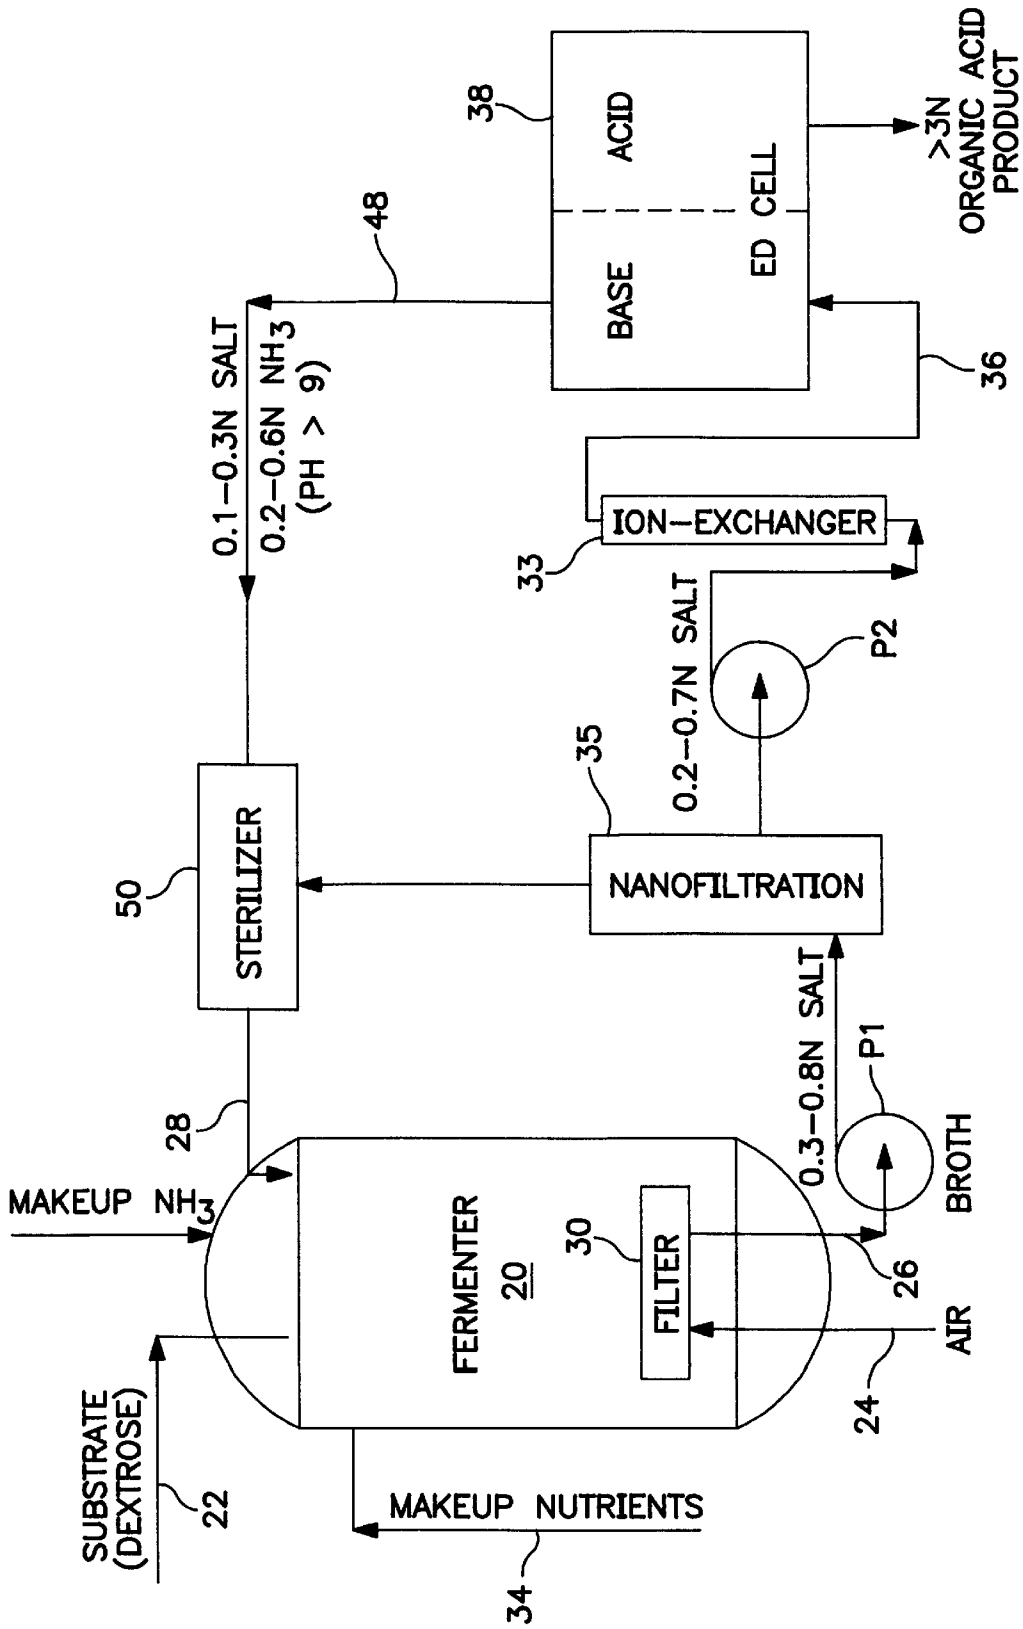 SUBSTRATE
(DEXTROSE)
22
MAKEUP NH3
28
50
STERILIZER
0.1-0.3N SALT
0.2-0.6N NH3
(PH > 9)
48
38
BASE
ACID
ED CELL
>3N
ORGANIC ACID
PRODUCT
36
33
ION-EXCHANGER
0.2-0.7N SALT
P2
35
NANOFILTRATION
0.3-0.8N SALT
P1
BROTH
FERMENTER
20
30
FILTER
26
AIR
24
MAKEUP NUTRIENTS
34